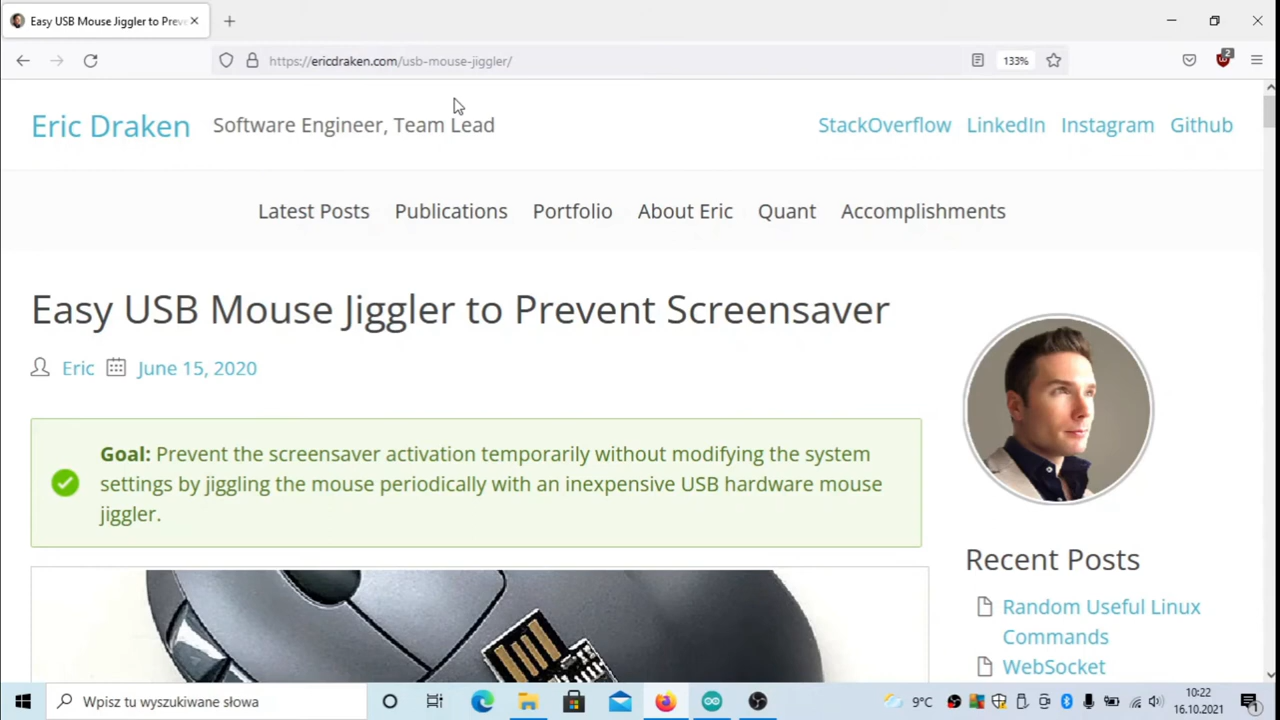 Easy USB Mouse Jiggler to Preve
https://ericdraken.com/usb-mouse-jiggler/
133%
2
Eric Draken
Software Engineer, Team Lead
StackOverflow LinkedIn Instagram Github
Latest Posts Publications Portfolio About Eric Quant Accomplishments
Easy USB Mouse Jiggler to Prevent Screensaver
Eric June 15, 2020
Goal: Prevent the screensaver activation temporarily without modifying the system
settings by jiggling the mouse periodically with an inexpensive USB hardware mouse
jiggler.
Recent Posts
Random Useful Linux
Commands
WebSocket
Wpisz tu wyszukiwane słowa
9°C
10:22
16.10.2021
1